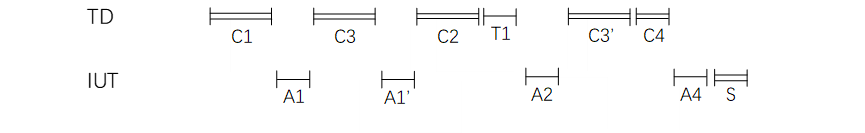 TD
C1 C3 C2 T1 C3’ C4
IUT
A1 A1’ A2 A4 S